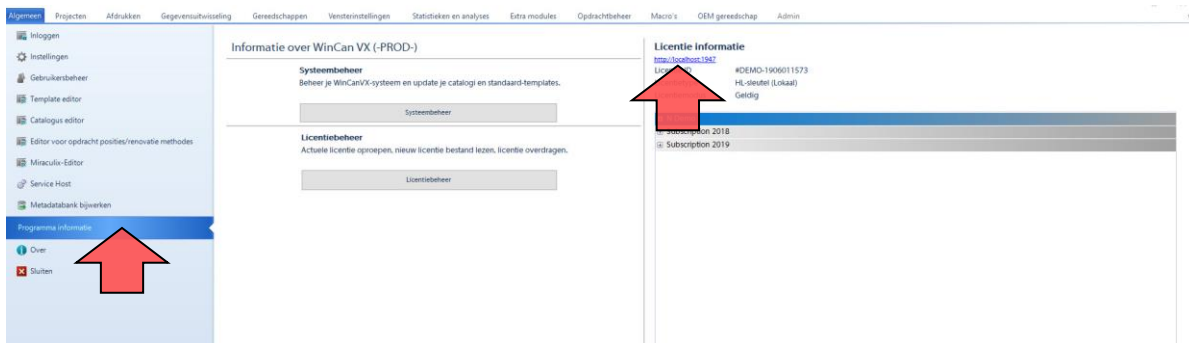 Algemeen Projecten Afdrukken Gegevensuitwisseling Gereedschappen Vensterinstellingen Statistieken en analyses Extra modules Opdrachtbeheer Macro's OEM gereedschap Admin
Inloggen
Instellingen
Gebruikersbeheer
Template editor
Catalogus editor
Editor voor opdracht posities/renovatie methodes
Miraculix-Editor
Service Host
Metadatabank bijwerken
Programma informatie
Over
Sluiten
Informatie over WinCan VX (-PROD-)
Systeembeheer
Beheer je WinCanVX-systeem en update je catalogi en standaard-templates.
Systeembeheer
Licentiebeheer
Actuele licentie oproepen, nieuw licentie bestand lezen, licentie overdragen.
Licentiebeheer
Licentie informatie
http://localhost:1947
#DEMO-1906011573
HL-sleutel (Lokaal)
Geldig
Subscription 2018
Subscription 2019